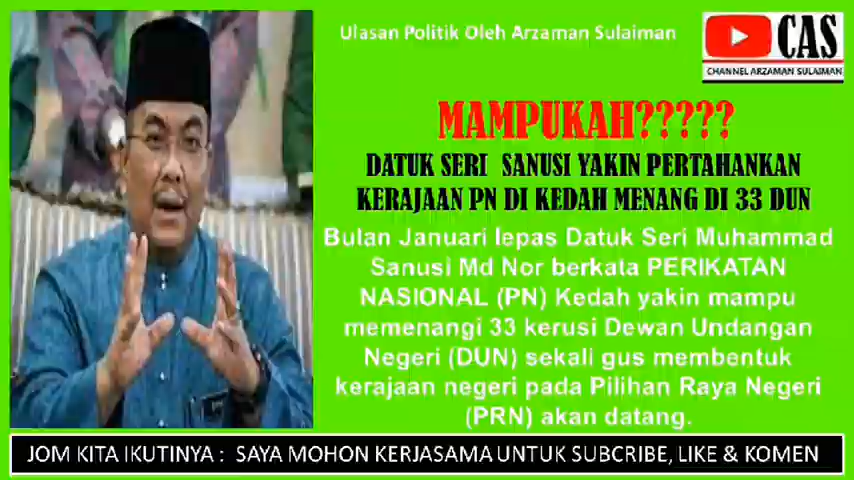 Ulasan Politik Oleh Arzaman Sulaiman
CAS
CHANNEL ARZAMAN SULAIMAN
MAMPUKAH?????
DATUK SERI SANUSI YAKIN PERTAHANKAN
KERAJAAN PN DI KEDAH MENANG DI 33 DUN
Bulan Januari lepas Datuk Seri Muhammad
Sanusi Md Nor berkata PERIKATAN
NASIONAL (PN) Kedah yakin mampu
memenangi 33 kerusi Dewan Undangan
Negeri (DUN) sekali gus membentuk
kerajaan negeri pada Pilihan Raya Negeri
(PRN) akan datang.
JOM KITA IKUTINYA : SAYA MOHON KERJASAMA UNTUK SUBCRIBE, LIKE & KOMEN